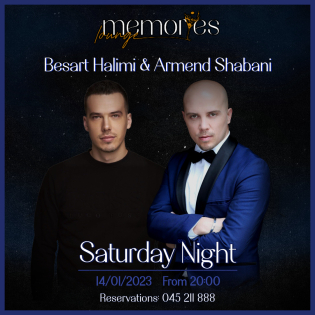 memories
lounge
Besart Halimi & Armend Shabani
Saturday Night
14/01/2023 From 20:00
Reservations: 045 211 888